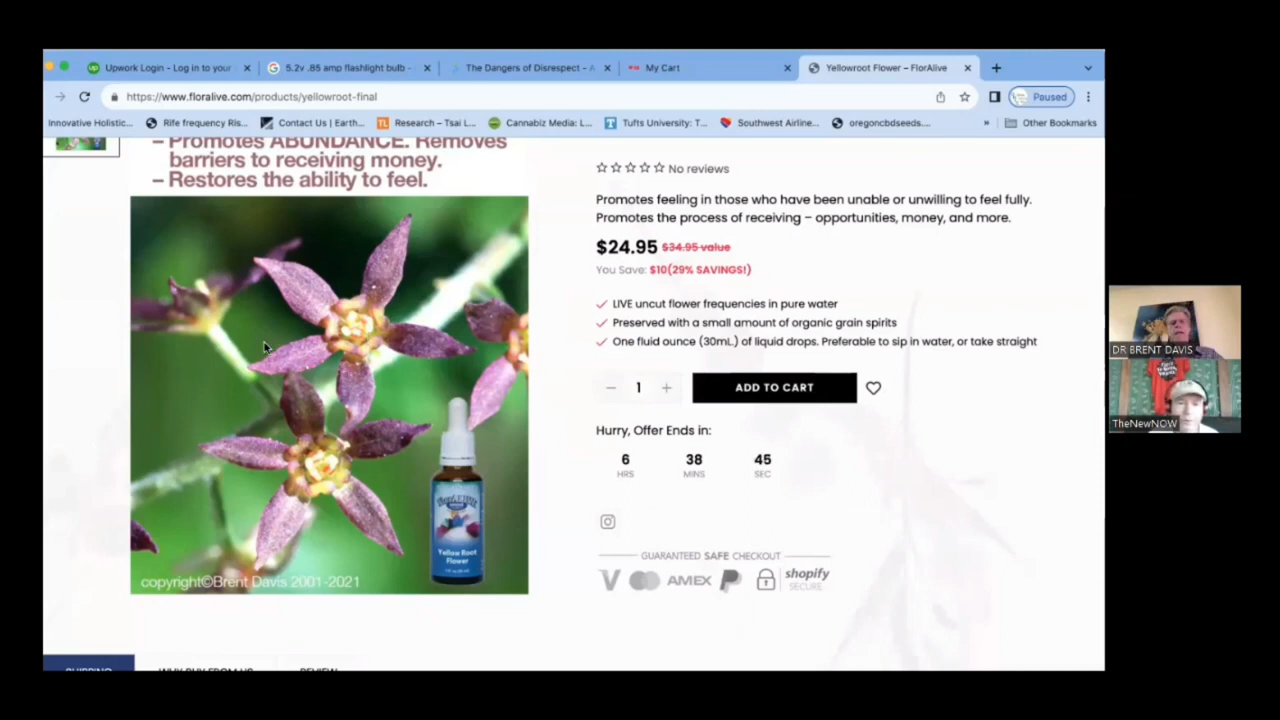 Upwork Login - Log in to your
5.2v .85 amp flashlight bulb -
The Dangers of Disrespect -
My Cart
Yellowroot Flower – FlorAlive
https://www.floralive.com/products/yellowroot-final
Paused
Innovative Holistic...
Rife frequency Ris...
Contact Us | Earth...
Research – Tsai L...
Cannabiz Media: L...
Tufts University: T...
Southwest Airline...
oregoncbdseeds....
»
Other Bookmarks
– Promotes ABUNDANCE. Removes
barriers to receiving money.
– Restores the ability to feel.
No reviews
Promotes feeling in those who have been unable or unwilling to feel fully.
Promotes the process of receiving – opportunities, money, and more.
$24.95 $34.95 value
You Save: $10(29% SAVINGS!)
LIVE uncut flower frequencies in pure water
Preserved with a small amount of organic grain spirits
One fluid ounce (30mL.) of liquid drops. Preferable to sip in water, or take straight
− 1 +
ADD TO CART
Hurry, Offer Ends in:
6 38 45
HRS MINS SEC
GUARANTEED SAFE CHECKOUT
AMEX
shopify
SECURE
Yellow Root
Flower
copyright©Brent Davis 2001-2021
SHIPPING
WHY BUY FROM US
REVIEW
DR BRENT DAVIS
TheNewNOW